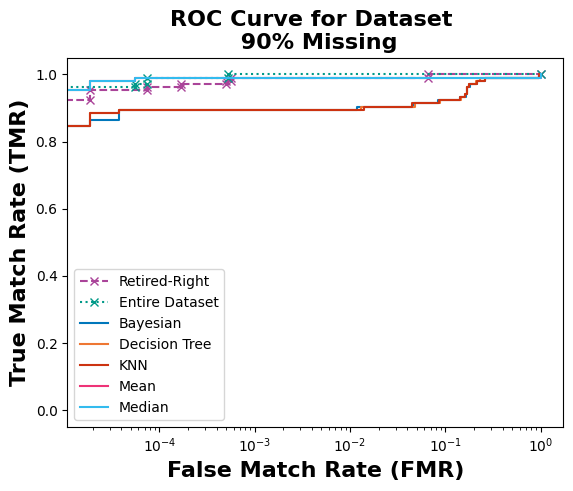 ROC Curve for Dataset
90% Missing
True Match Rate (TMR)
1.0
0.8
0.6
0.4
0.2
0.0
Retired-Right
Entire Dataset
Bayesian
Decision Tree
KNN
Mean
Median
10⁻⁴
10⁻³
10⁻²
10⁻¹
10⁰
False Match Rate (FMR)